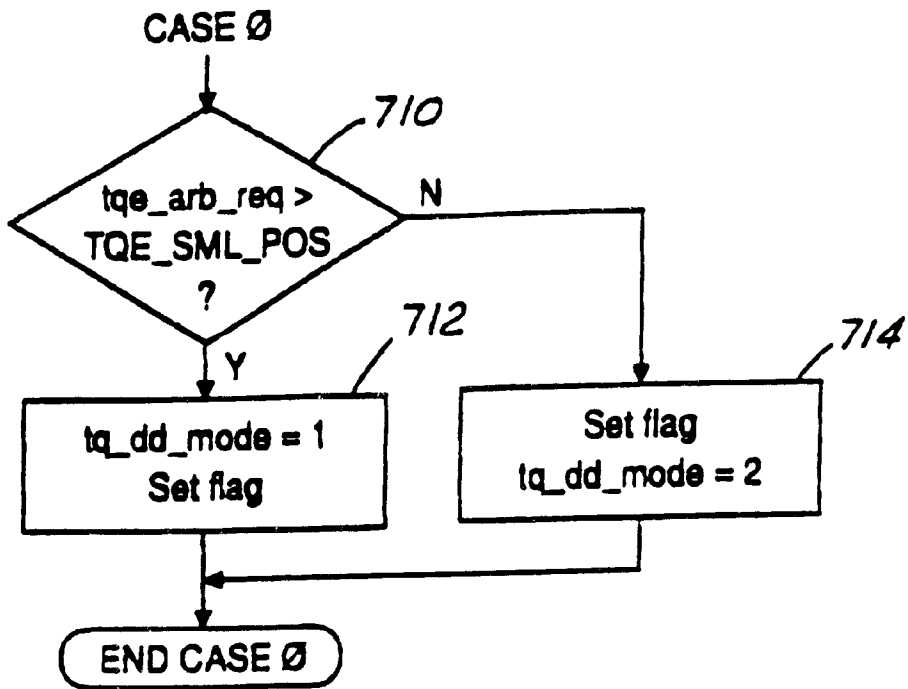 CASE Ø
710
tqe_arb_req >
TQE_SML_POS
?
N
Y
712
tq_dd_mode = 1
Set flag
714
Set flag
tq_dd_mode = 2
END CASE Ø